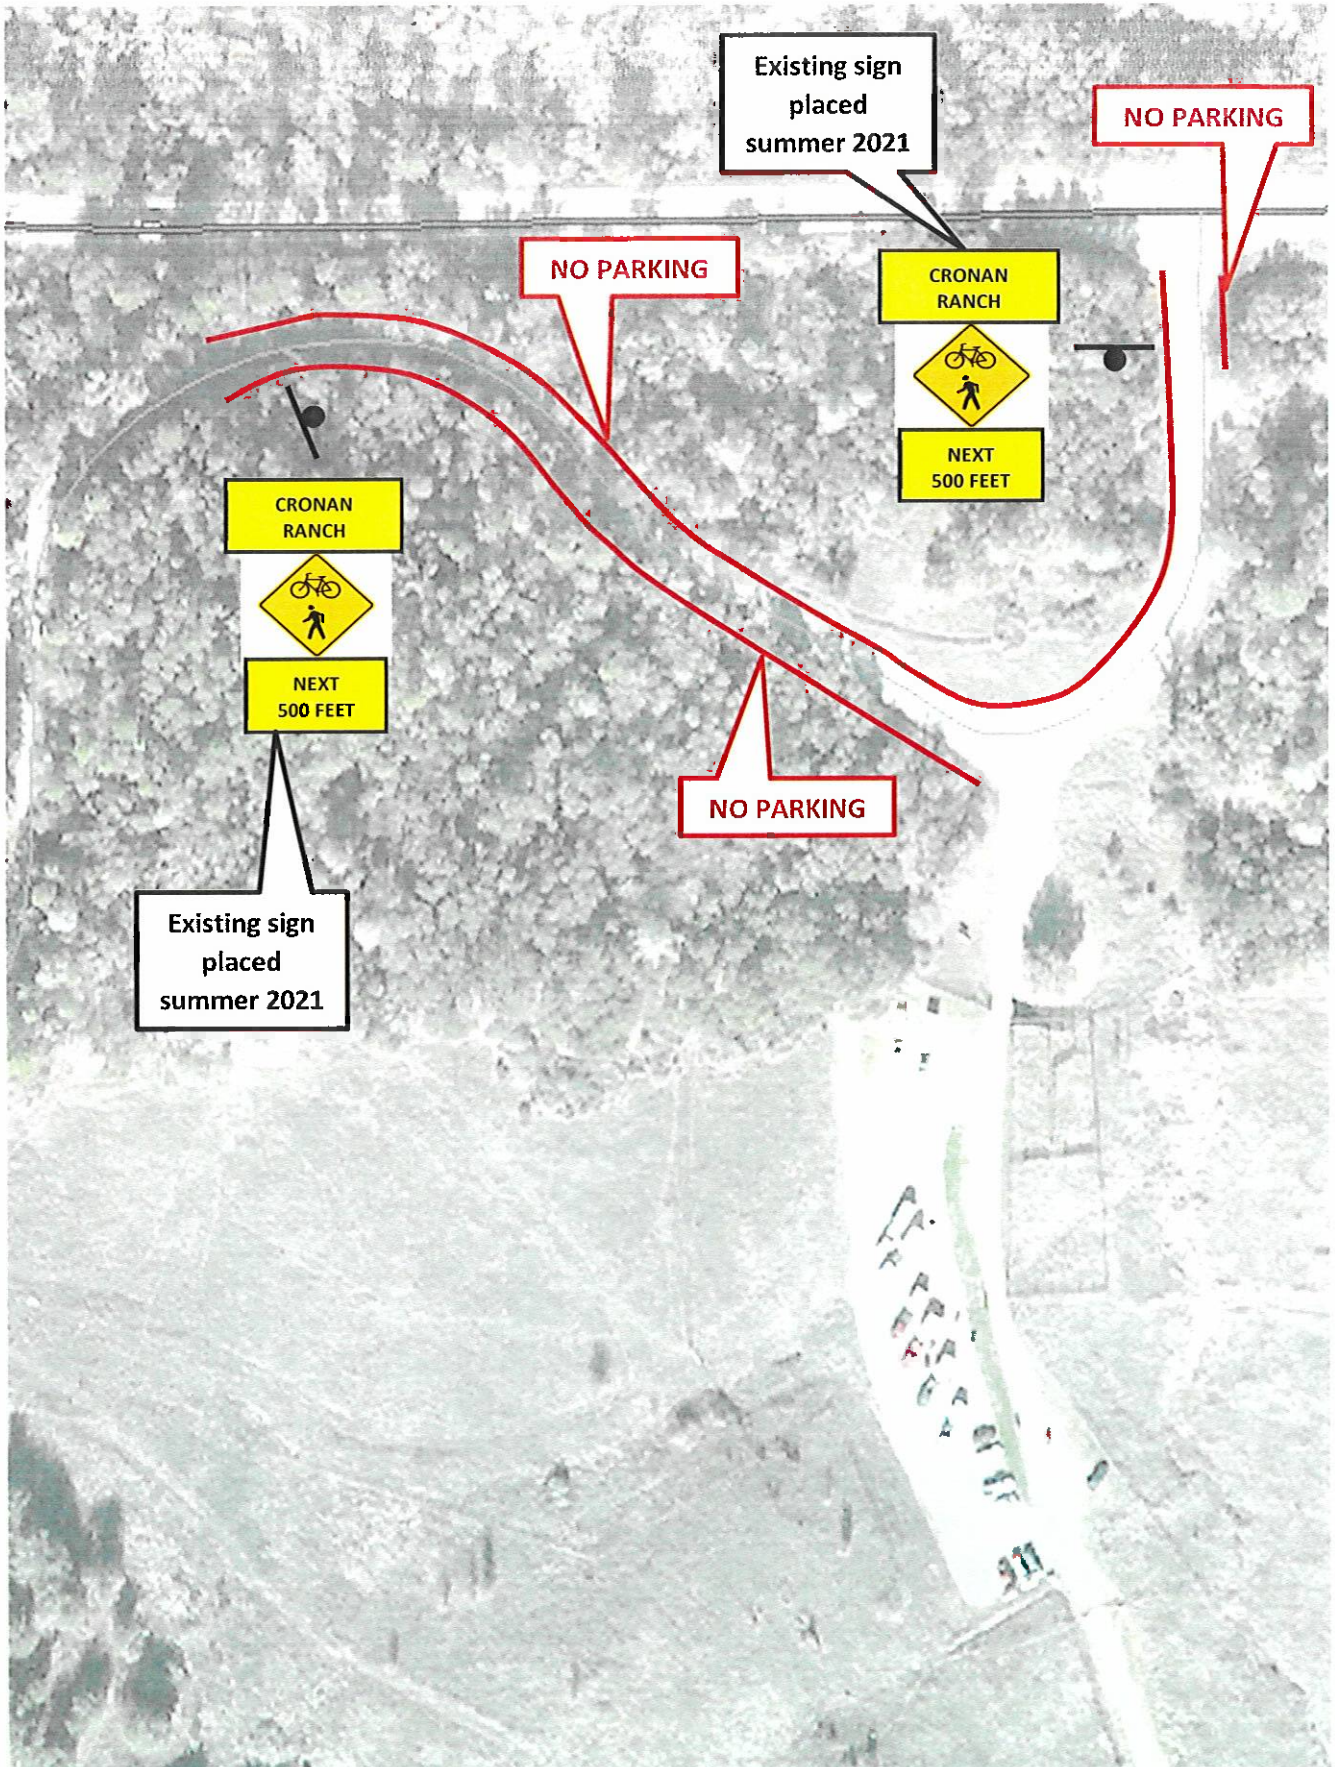 Existing sign
placed
summer 2021
NO PARKING
NO PARKING
CRONAN
RANCH
NEXT
500 FEET
CRONAN
RANCH
NEXT
500 FEET
NO PARKING
Existing sign
placed
summer 2021